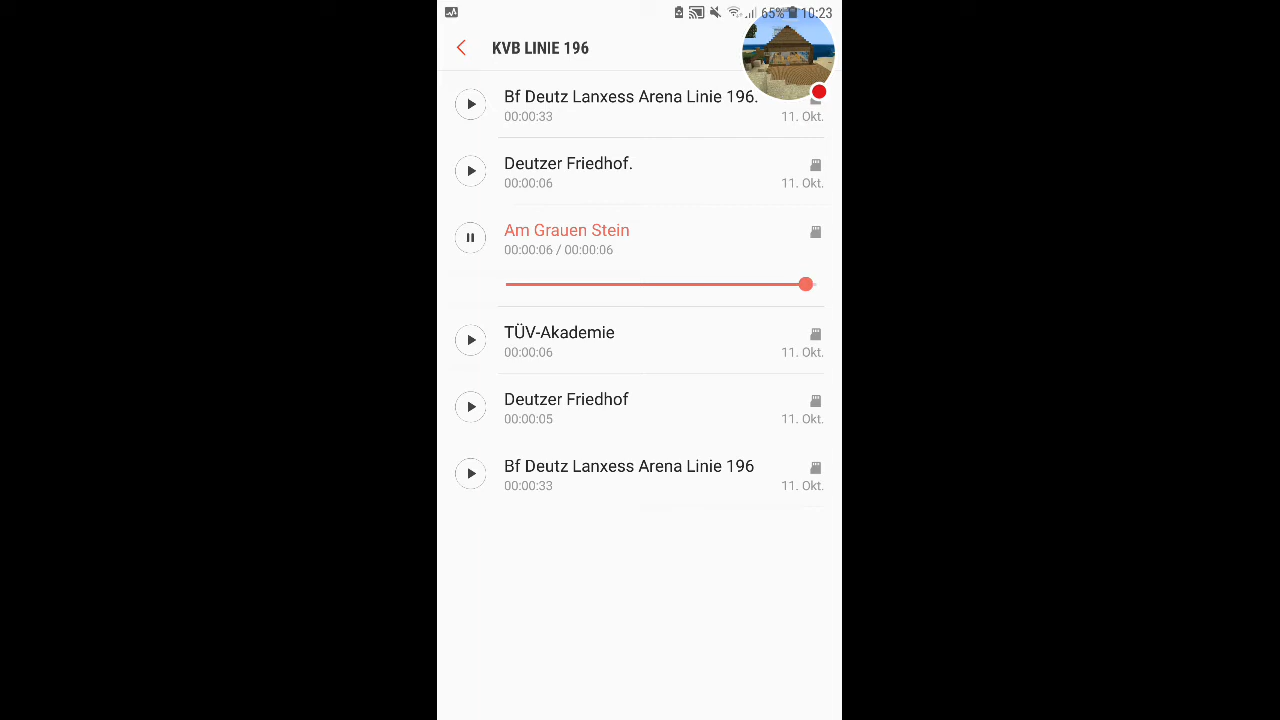 65% 10:23
KVB LINIE 196
Bf Deutz Lanxess Arena Linie 196.
00:00:33 11. Okt.
Deutzer Friedhof.
00:00:06 11. Okt.
Am Grauen Stein
00:00:06 / 00:00:06
TÜV-Akademie
00:00:06 11. Okt.
Deutzer Friedhof
00:00:05 11. Okt.
Bf Deutz Lanxess Arena Linie 196
00:00:33 11. Okt.